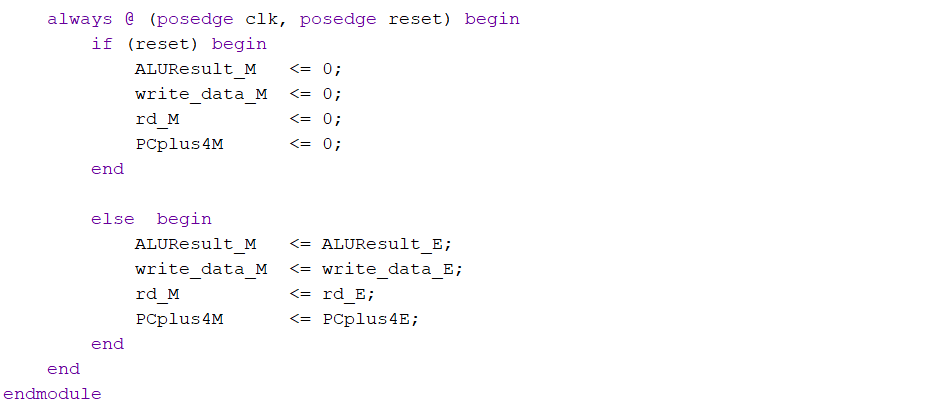 always @ (posedge clk, posedge reset) begin
if (reset) begin
ALUResult_M <= 0;
write_data_M <= 0;
rd_M <= 0;
PCplus4M <= 0;
end
else begin
ALUResult_M <= ALUResult_E;
write_data_M <= write_data_E;
rd_M <= rd_E;
PCplus4M <= PCplus4E;
end
end
endmodule